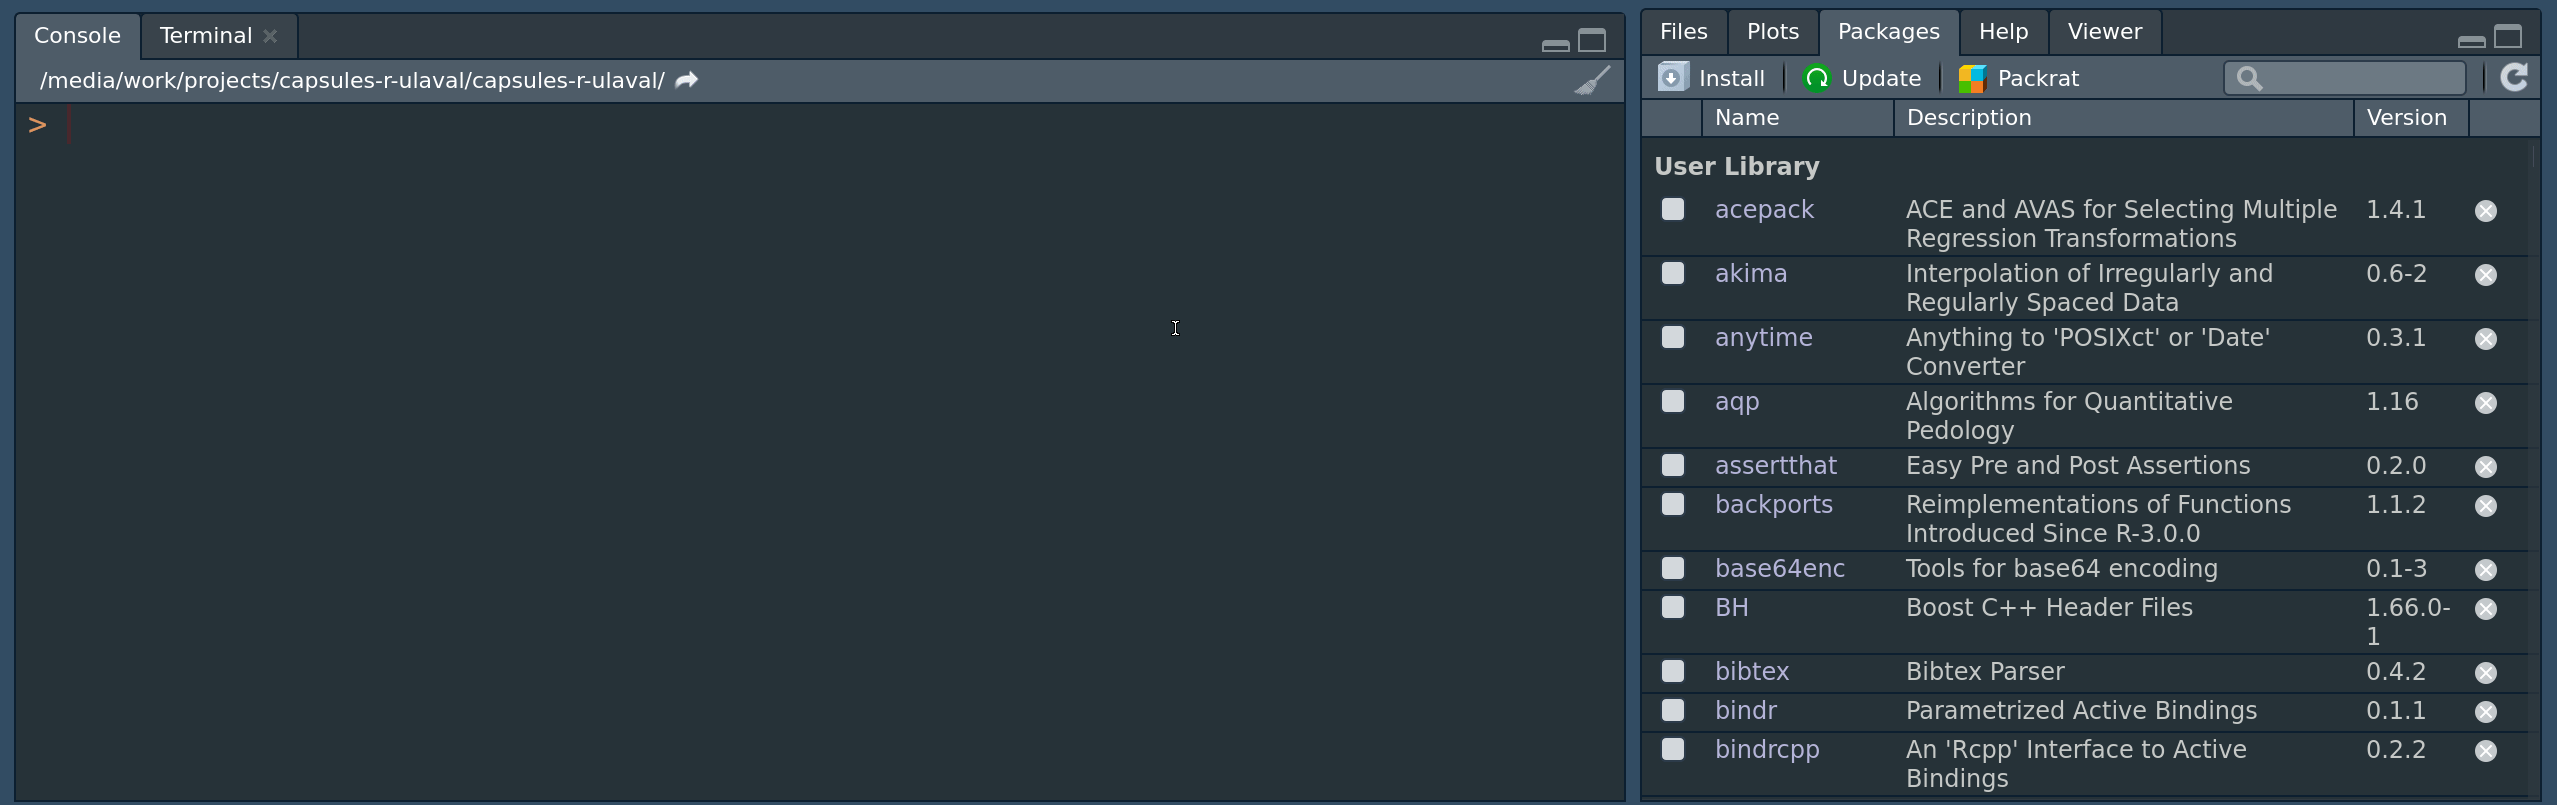 Console
Terminal
/media/work/projects/capsules-r-ulaval/capsules-r-ulaval/
>
Files Plots Packages Help Viewer
Install Update Packrat
Name Description Version
User Library
acepack ACE and AVAS for Selecting Multiple 1.4.1
Regression Transformations
akima Interpolation of Irregularly and 0.6-2
Regularly Spaced Data
anytime Anything to 'POSIXct' or 'Date' 0.3.1
Converter
aqp Algorithms for Quantitative 1.16
Pedology
assertthat Easy Pre and Post Assertions 0.2.0
backports Reimplementations of Functions 1.1.2
Introduced Since R-3.0.0
base64enc Tools for base64 encoding 0.1-3
BH Boost C++ Header Files 1.66.0-
1
bibtex Bibtex Parser 0.4.2
bindr Parametrized Active Bindings 0.1.1
bindrcpp An 'Rcpp' Interface to Active 0.2.2
Bindings